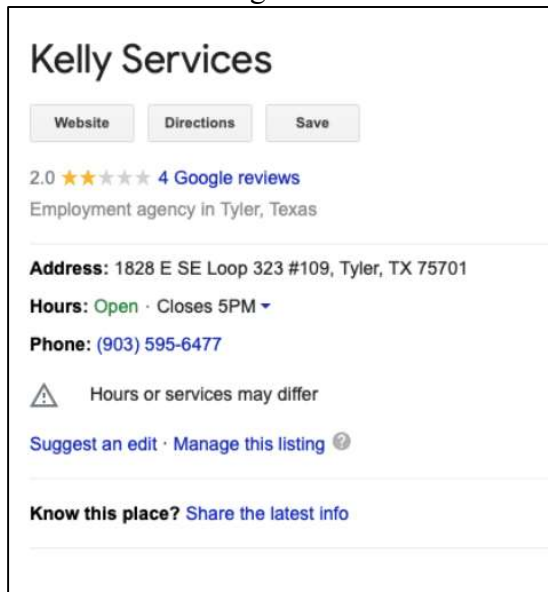 Kelly Services
Website Directions Save
2.0 4 Google reviews
Employment agency in Tyler, Texas
Address: 1828 E SE Loop 323 #109, Tyler, TX 75701
Hours: Open · Closes 5PM
Phone: (903) 595-6477
Hours or services may differ
Suggest an edit · Manage this listing ?
Know this place? Share the latest info